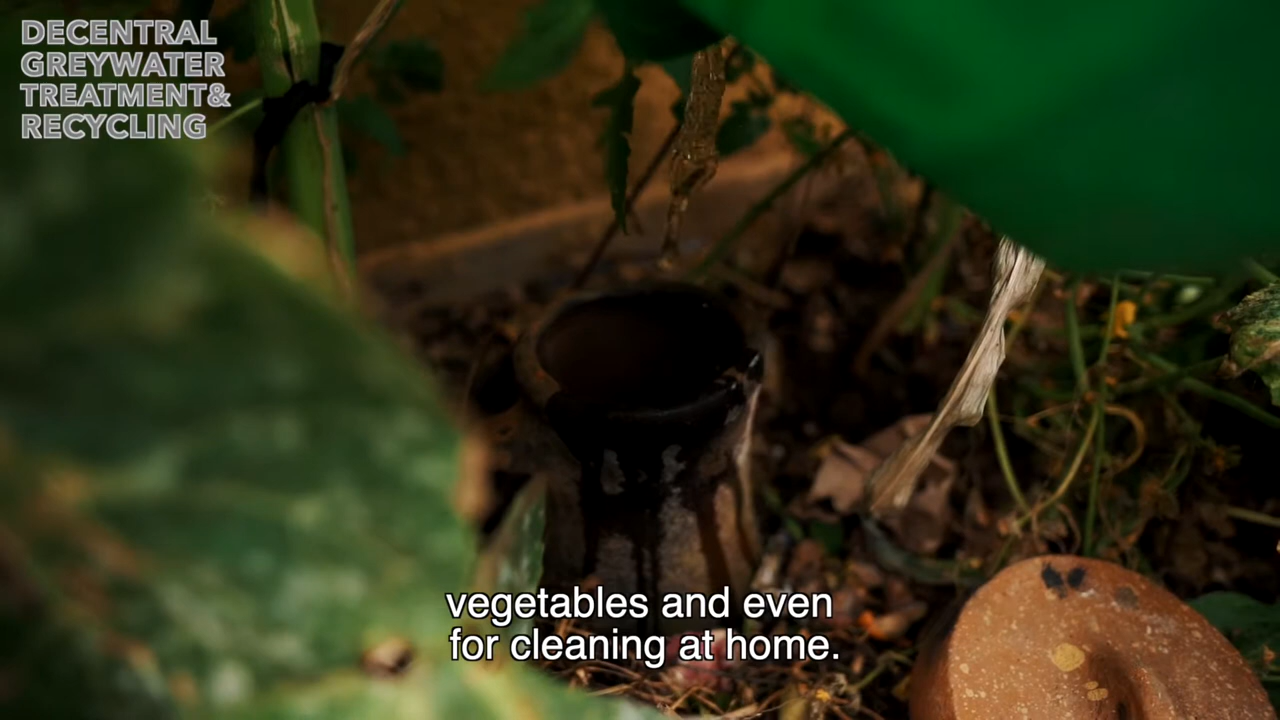 DECENTRAL
GREYWATER
TREATMENT&
RECYCLING
vegetables and even
for cleaning at home.